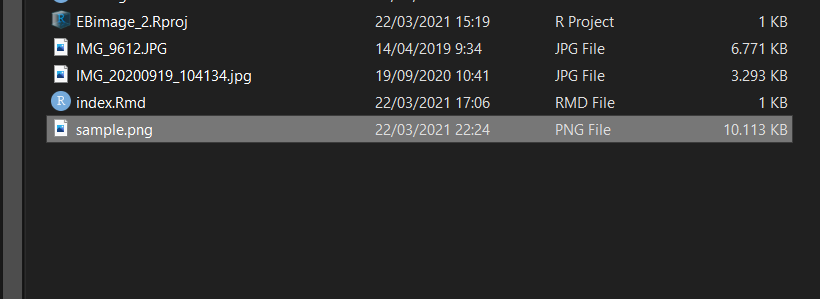 EBimage_2.Rproj 22/03/2021 15:19 R Project 1 KB
IMG_9612.JPG 14/04/2019 9:34 JPG File 6.771 KB
IMG_20200919_104134.jpg 19/09/2020 10:41 JPG File 3.293 KB
R index.Rmd 22/03/2021 17:06 RMD File 1 KB
sample.png 22/03/2021 22:24 PNG File 10.113 KB